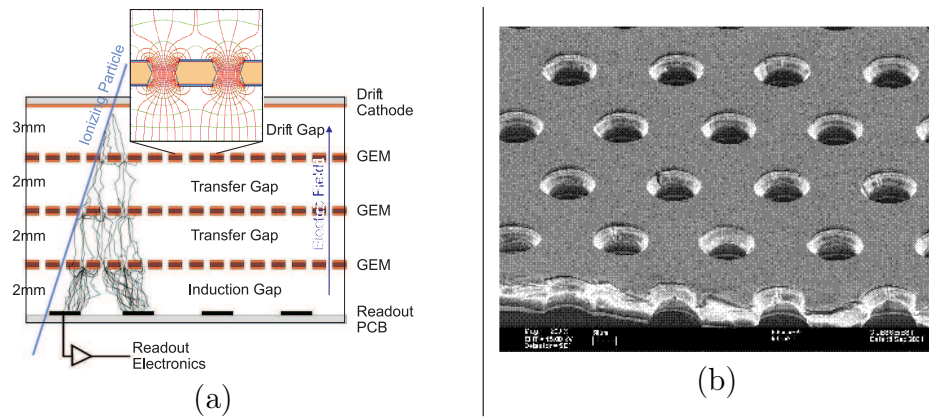 Ionizing Particle
Drift
Cathode
3mm
Drift Gap
GEM
2mm
Transfer Gap
Electric Field
GEM
2mm
Transfer Gap
GEM
2mm
Induction Gap
Readout
PCB
Readout
Electronics
(a)
(b)